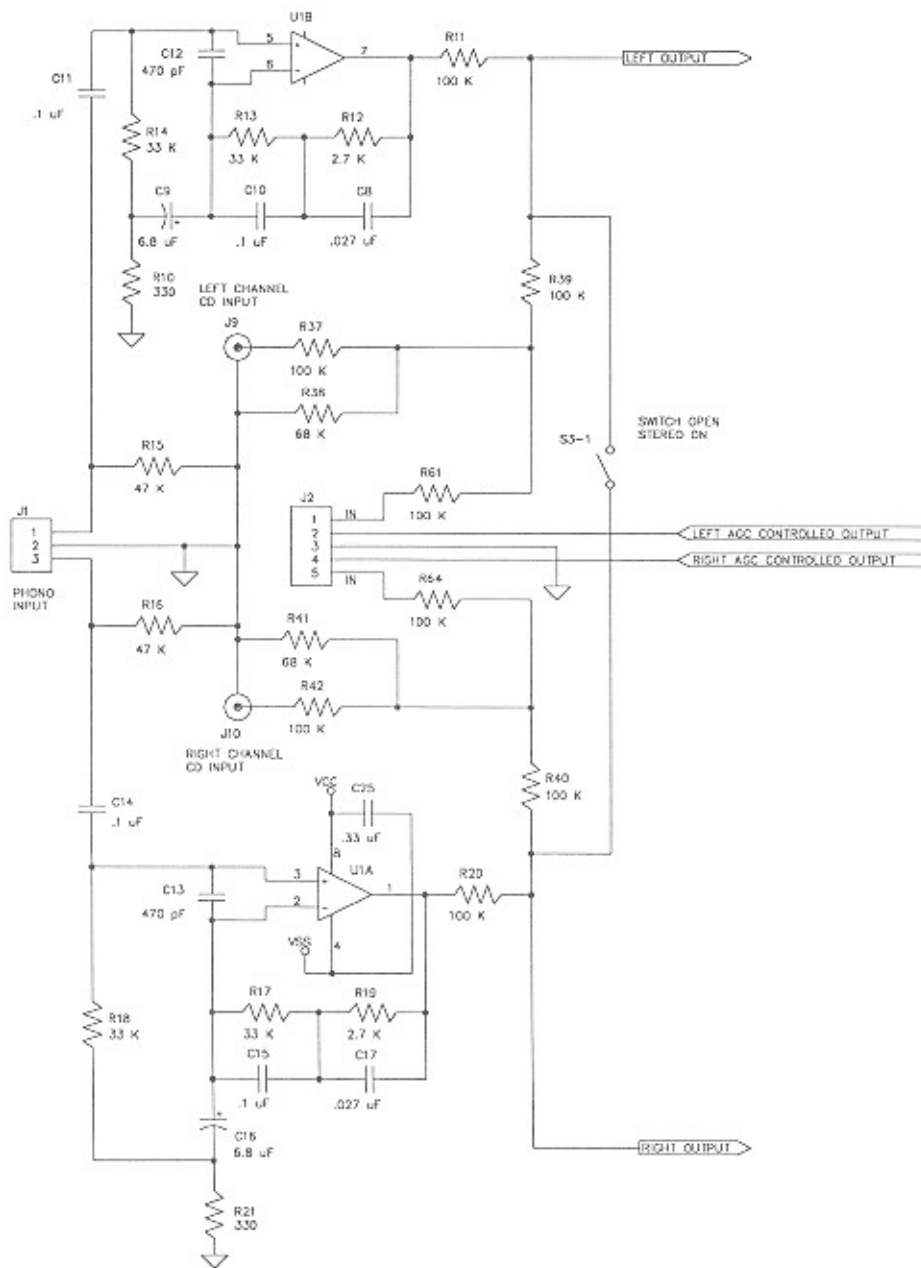 U1B
5
6
7
+
−
C12
470 pF
R11
100 K
LEFT OUTPUT
C11
.1 uF
R14
33 K
R13
33 K
R12
2.7 K
C9
+
6.8 uF
C10
.1 uF
C8
.027 uF
R10
330
LEFT CHANNEL
CD INPUT
J9
R37
100 K
R39
100 K
R38
68 K
SWITCH OPEN
STEREO ON
S3-1
R15
47 K
R61
100 K
J1
1
2
3
PHONO
INPUT
J2
1
2
3
4
5
IN
IN
LEFT AGC CONTROLLED OUTPUT
RIGHT AGC CONTROLLED OUTPUT
R64
100 K
R16
47 K
R41
68 K
R42
100 K
J10
RIGHT CHANNEL
CD INPUT
R40
100 K
C14
.1 uF
VCC
C25
.33 uF
8
U1A
3
2
1
+
−
4
VSS
C13
470 pF
R20
100 K
R18
33 K
R17
33 K
R19
2.7 K
C15
.1 uF
C17
.027 uF
+
C16
6.8 uF
R21
330
RIGHT OUTPUT